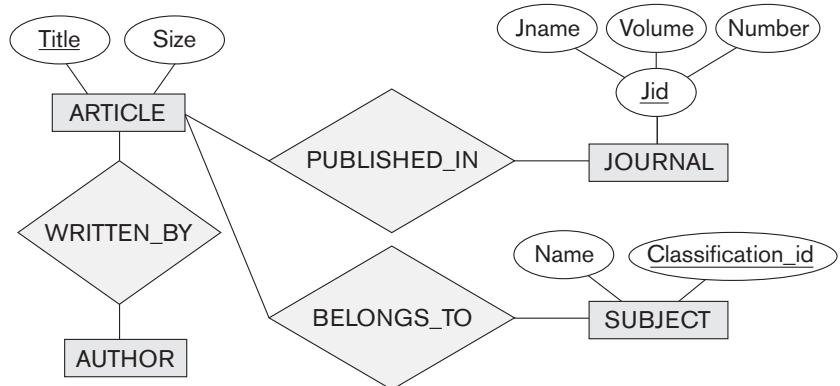 Title
Size
Jname
Volume
Number
Jid
ARTICLE
PUBLISHED_IN
JOURNAL
WRITTEN_BY
Name
Classification_id
BELONGS_TO
SUBJECT
AUTHOR